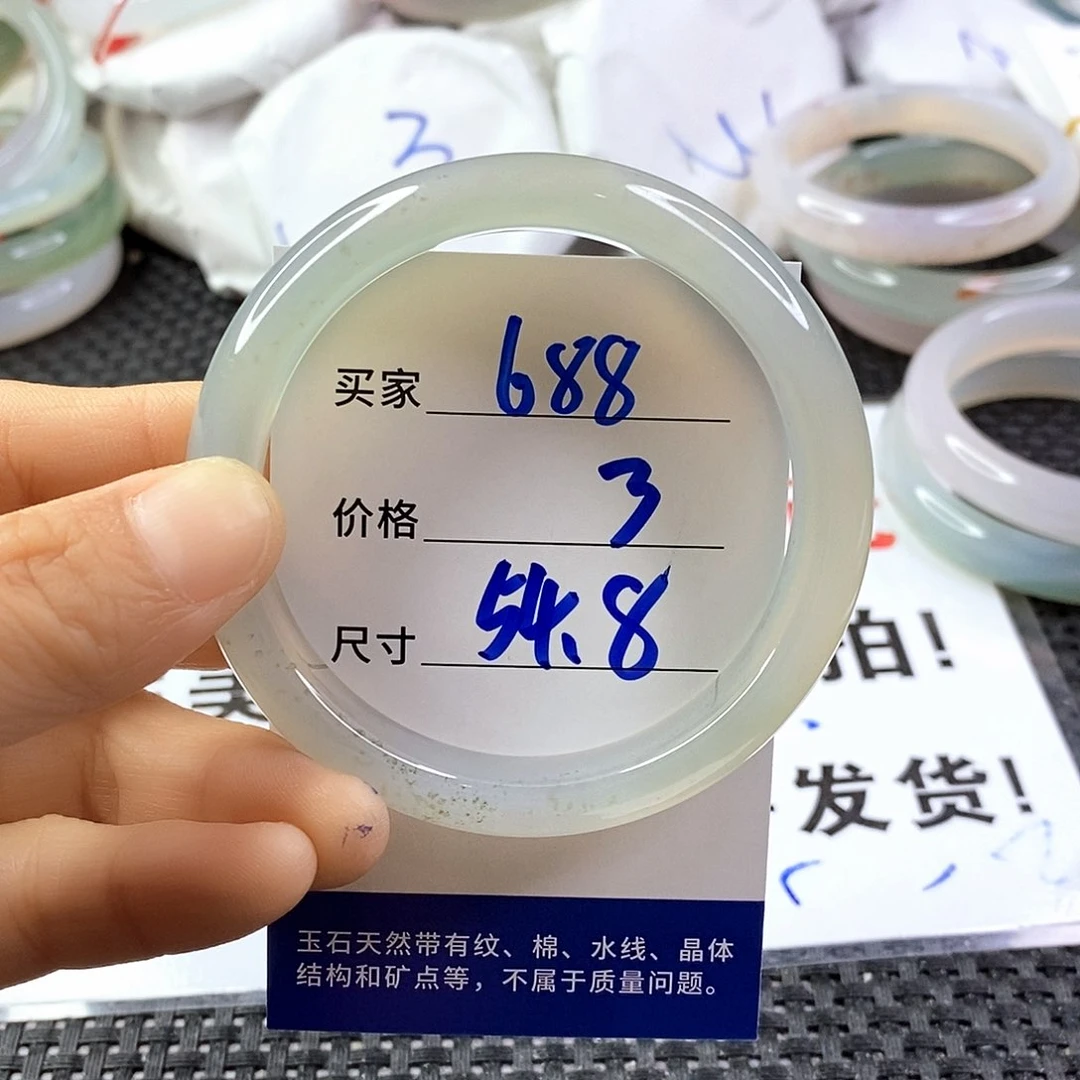 3
买家 688
价格 3
尺寸 54.8
拍!
发货!
玉石天然带有纹、棉、水线、晶体
结构和矿点等，不属于质量问题。